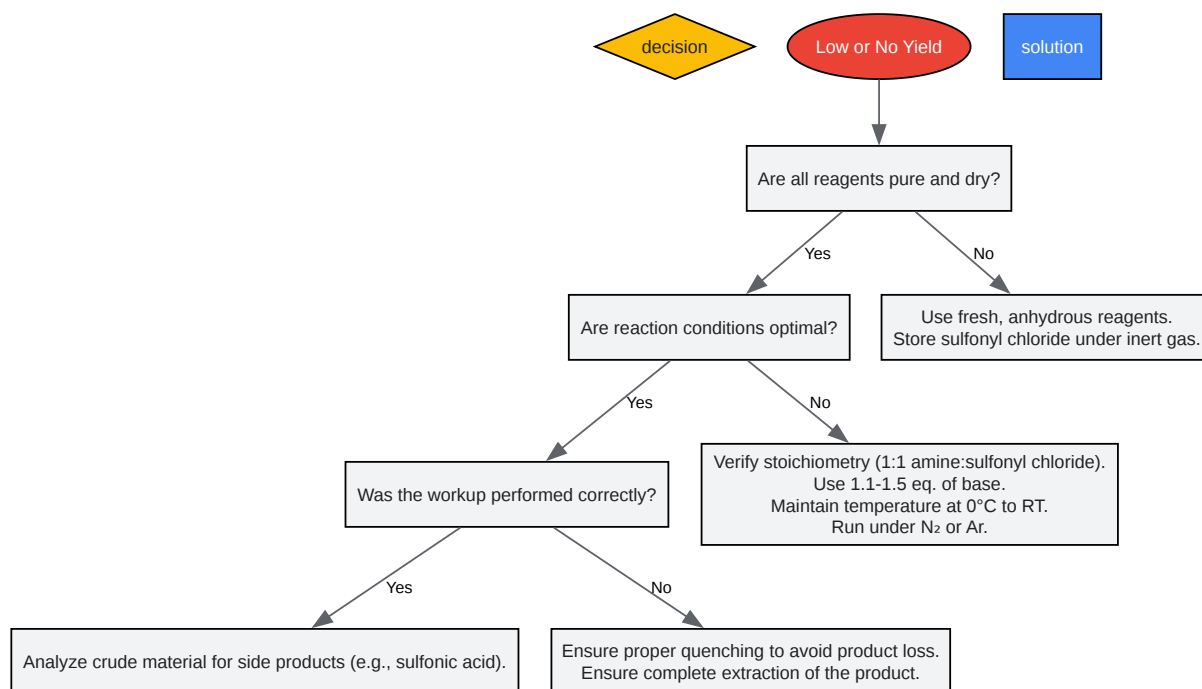 decision
Low or No Yield
solution
Are all reagents pure and dry?
Yes
No
Are reaction conditions optimal?
Use fresh, anhydrous reagents.
Store sulfonyl chloride under inert gas.
Yes
No
Was the workup performed correctly?
Verify stoichiometry (1:1 amine:sulfonyl chloride).
Use 1.1-1.5 eq. of base.
Maintain temperature at 0°C to RT.
Run under N₂ or Ar.
Yes
No
Analyze crude material for side products (e.g., sulfonic acid).
Ensure proper quenching to avoid product loss.
Ensure complete extraction of the product.